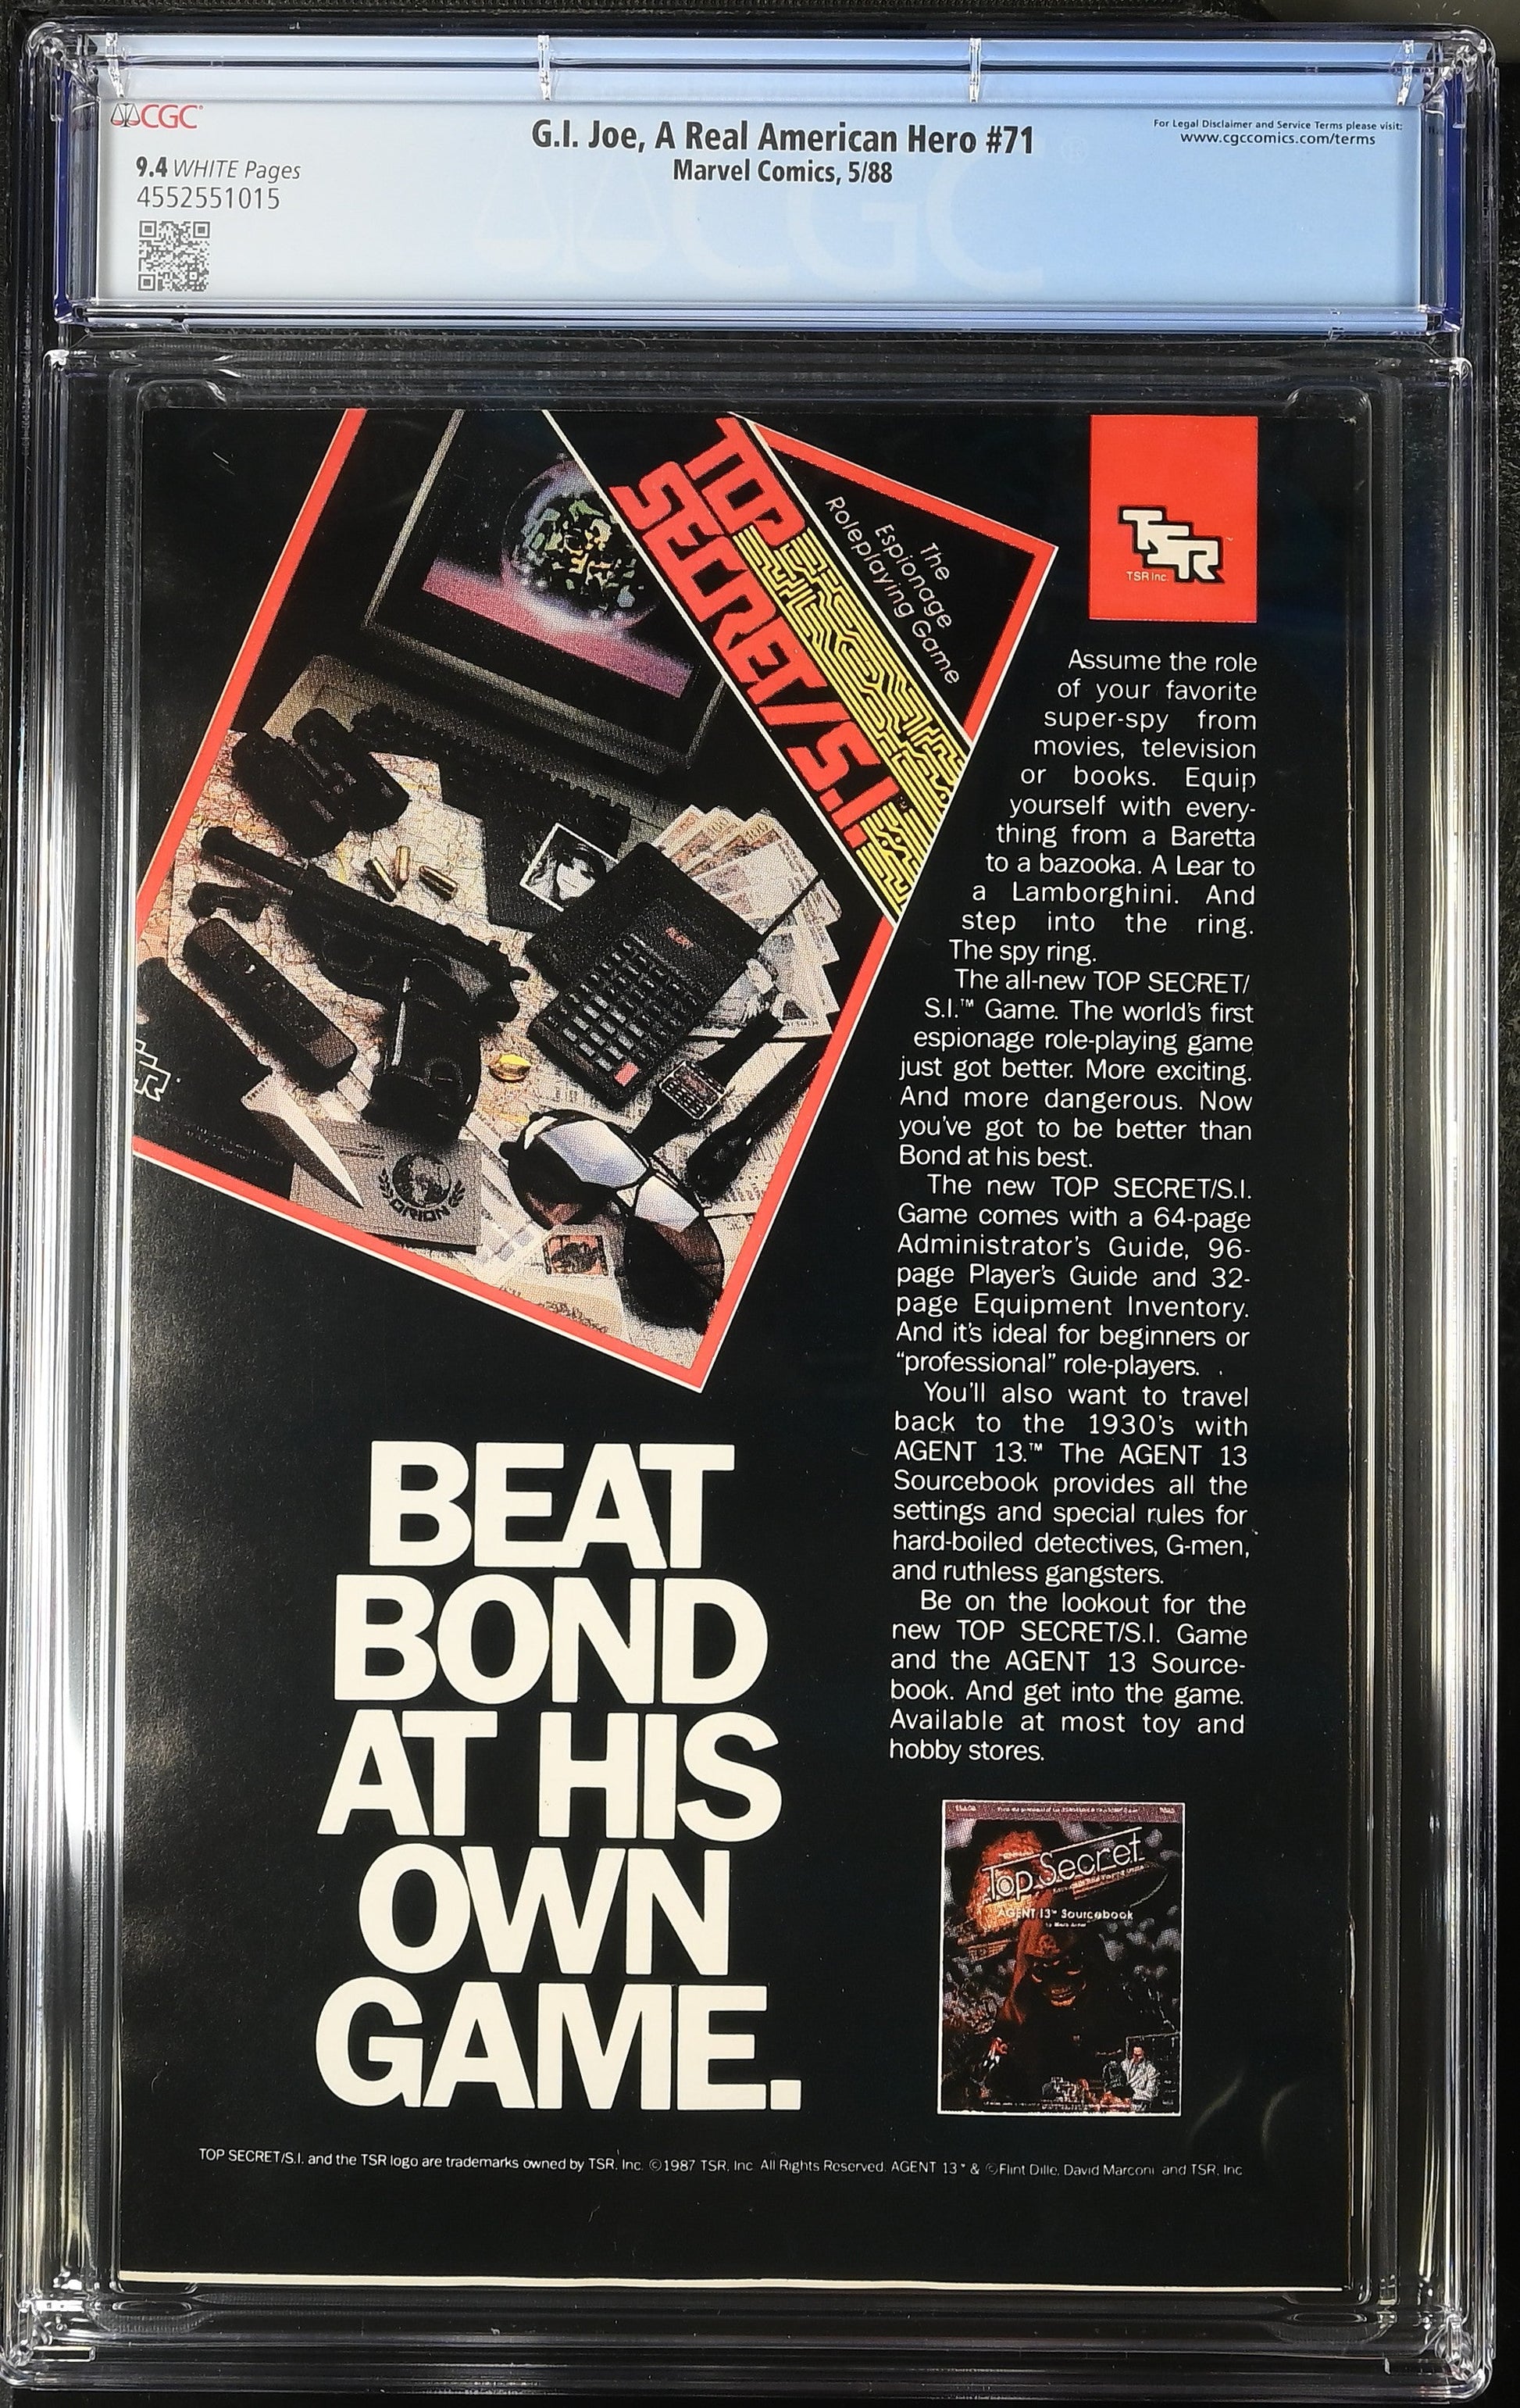 CGC
G.I. Joe, A Real American Hero #71
Marvel Comics, 5/88
For Legal Disclaimer and Service Terms please visit:
www.cgccomics.com/terms
9.4 WHITE Pages
4552551015
CGC
TOP
SECRET/S.I.
The
Espionage
Roleplaying Game
TSR
TSR Inc.
ORION
Assume the role
of your favorite
super-spy from
movies, television
or books. Equip
yourself with every-
thing from a Baretta
to a bazooka. A Lear to
a Lamborghini. And
step into the ring.
The spy ring.
The all-new TOP SECRET/
S.I.™ Game. The world's first
espionage role-playing game
just got better. More exciting.
And more dangerous. Now
you've got to be better than
Bond at his best.
The new TOP SECRET/S.I.
Game comes with a 64-page
Administrator's Guide, 96-
page Player's Guide and 32-
page Equipment Inventory.
And it's ideal for beginners or
“professional” role-players.
You'll also want to travel
back to the 1930's with
AGENT 13.™ The AGENT 13
Sourcebook provides all the
settings and special rules for
hard-boiled detectives, G-men,
and ruthless gangsters.
Be on the lookout for the
new TOP SECRET/S.I. Game
and the AGENT 13 Source-
book. And get into the game.
Available at most toy and
hobby stores.
BEAT
BOND
AT HIS
OWN
GAME.
Top Secret
AGENT 13™ Sourcebook
TOP SECRET/S.I. and the TSR logo are trademarks owned by TSR, Inc. ©1987 TSR, Inc. All Rights Reserved. AGENT 13™ & ©Flint Dille, David Marconi and TSR, Inc